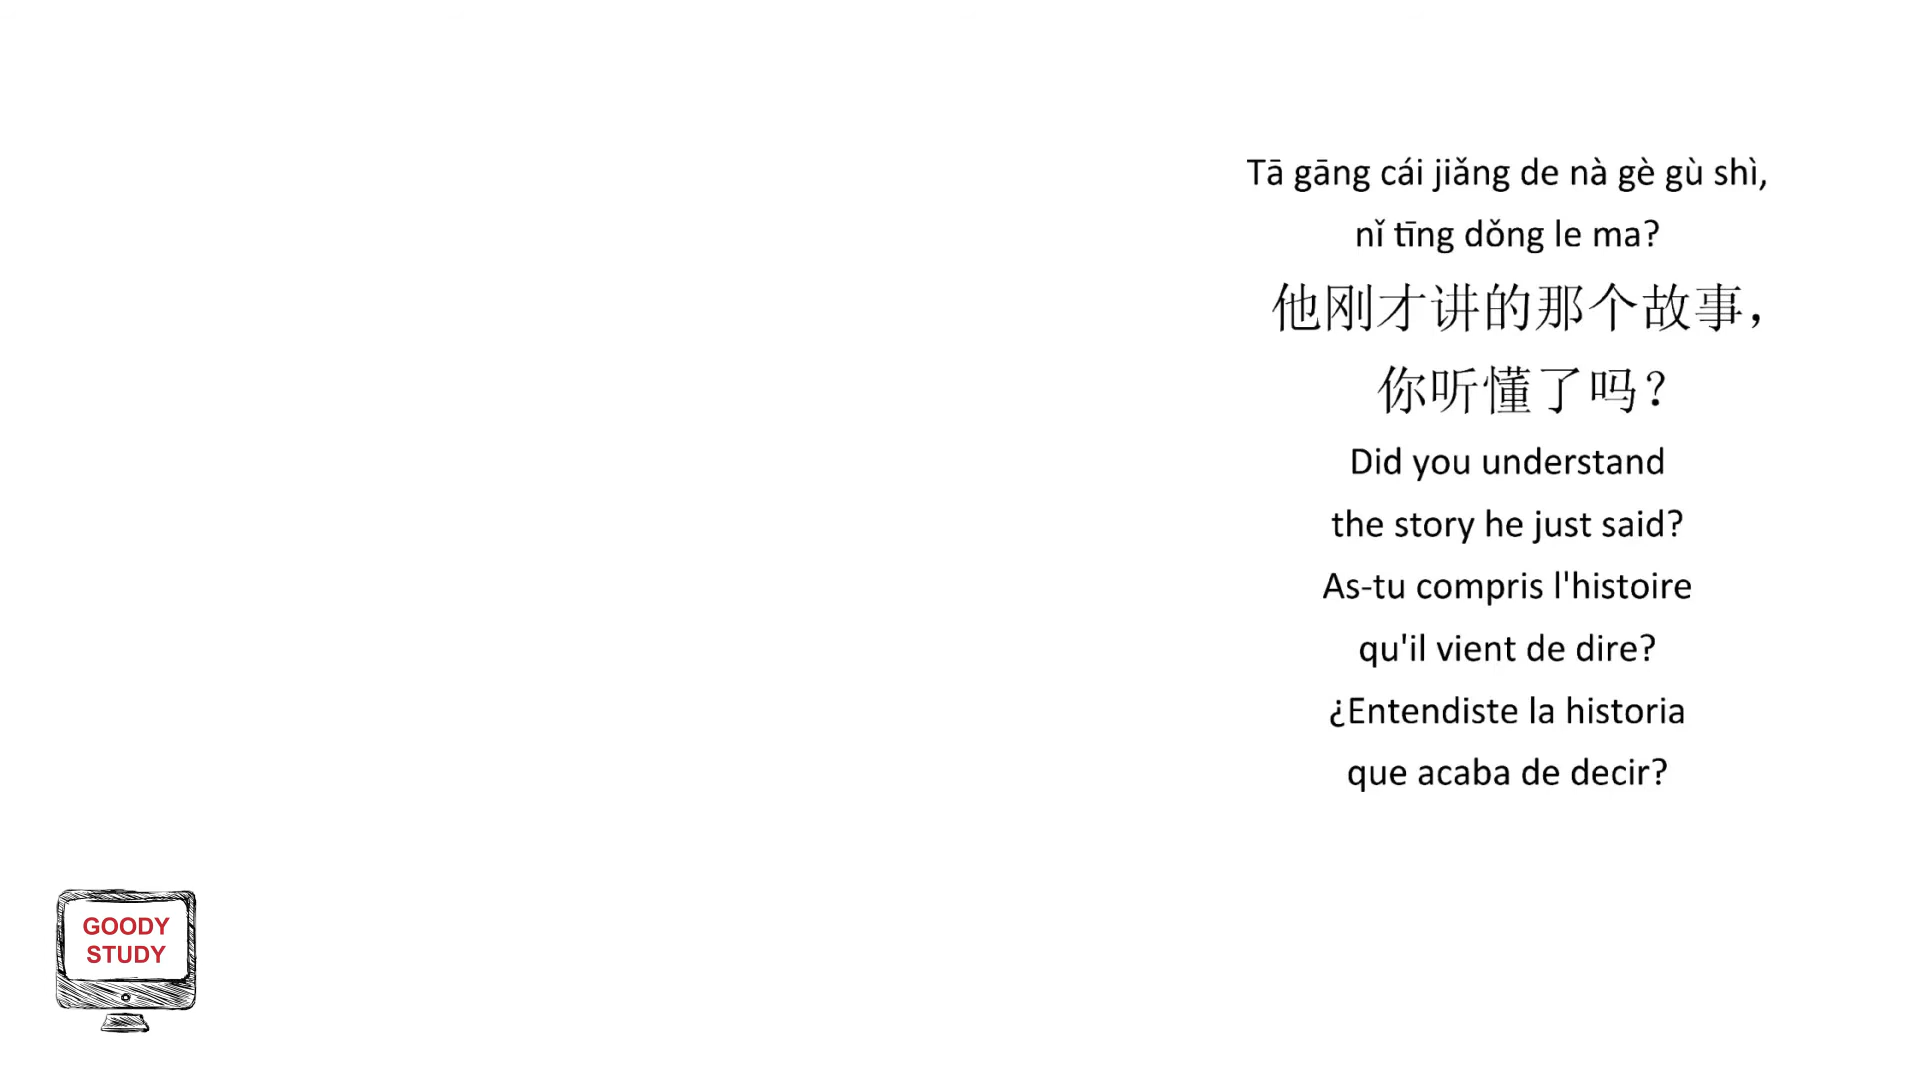 Tā gāng cái jiǎng de nà gè gù shì,
nǐ tīng dǒng le ma?
他刚才讲的那个故事，
你听懂了吗？
Did you understand
the story he just said?
As-tu compris l'histoire
qu'il vient de dire?
¿Entendiste la historia
que acaba de decir?
GOODY
STUDY